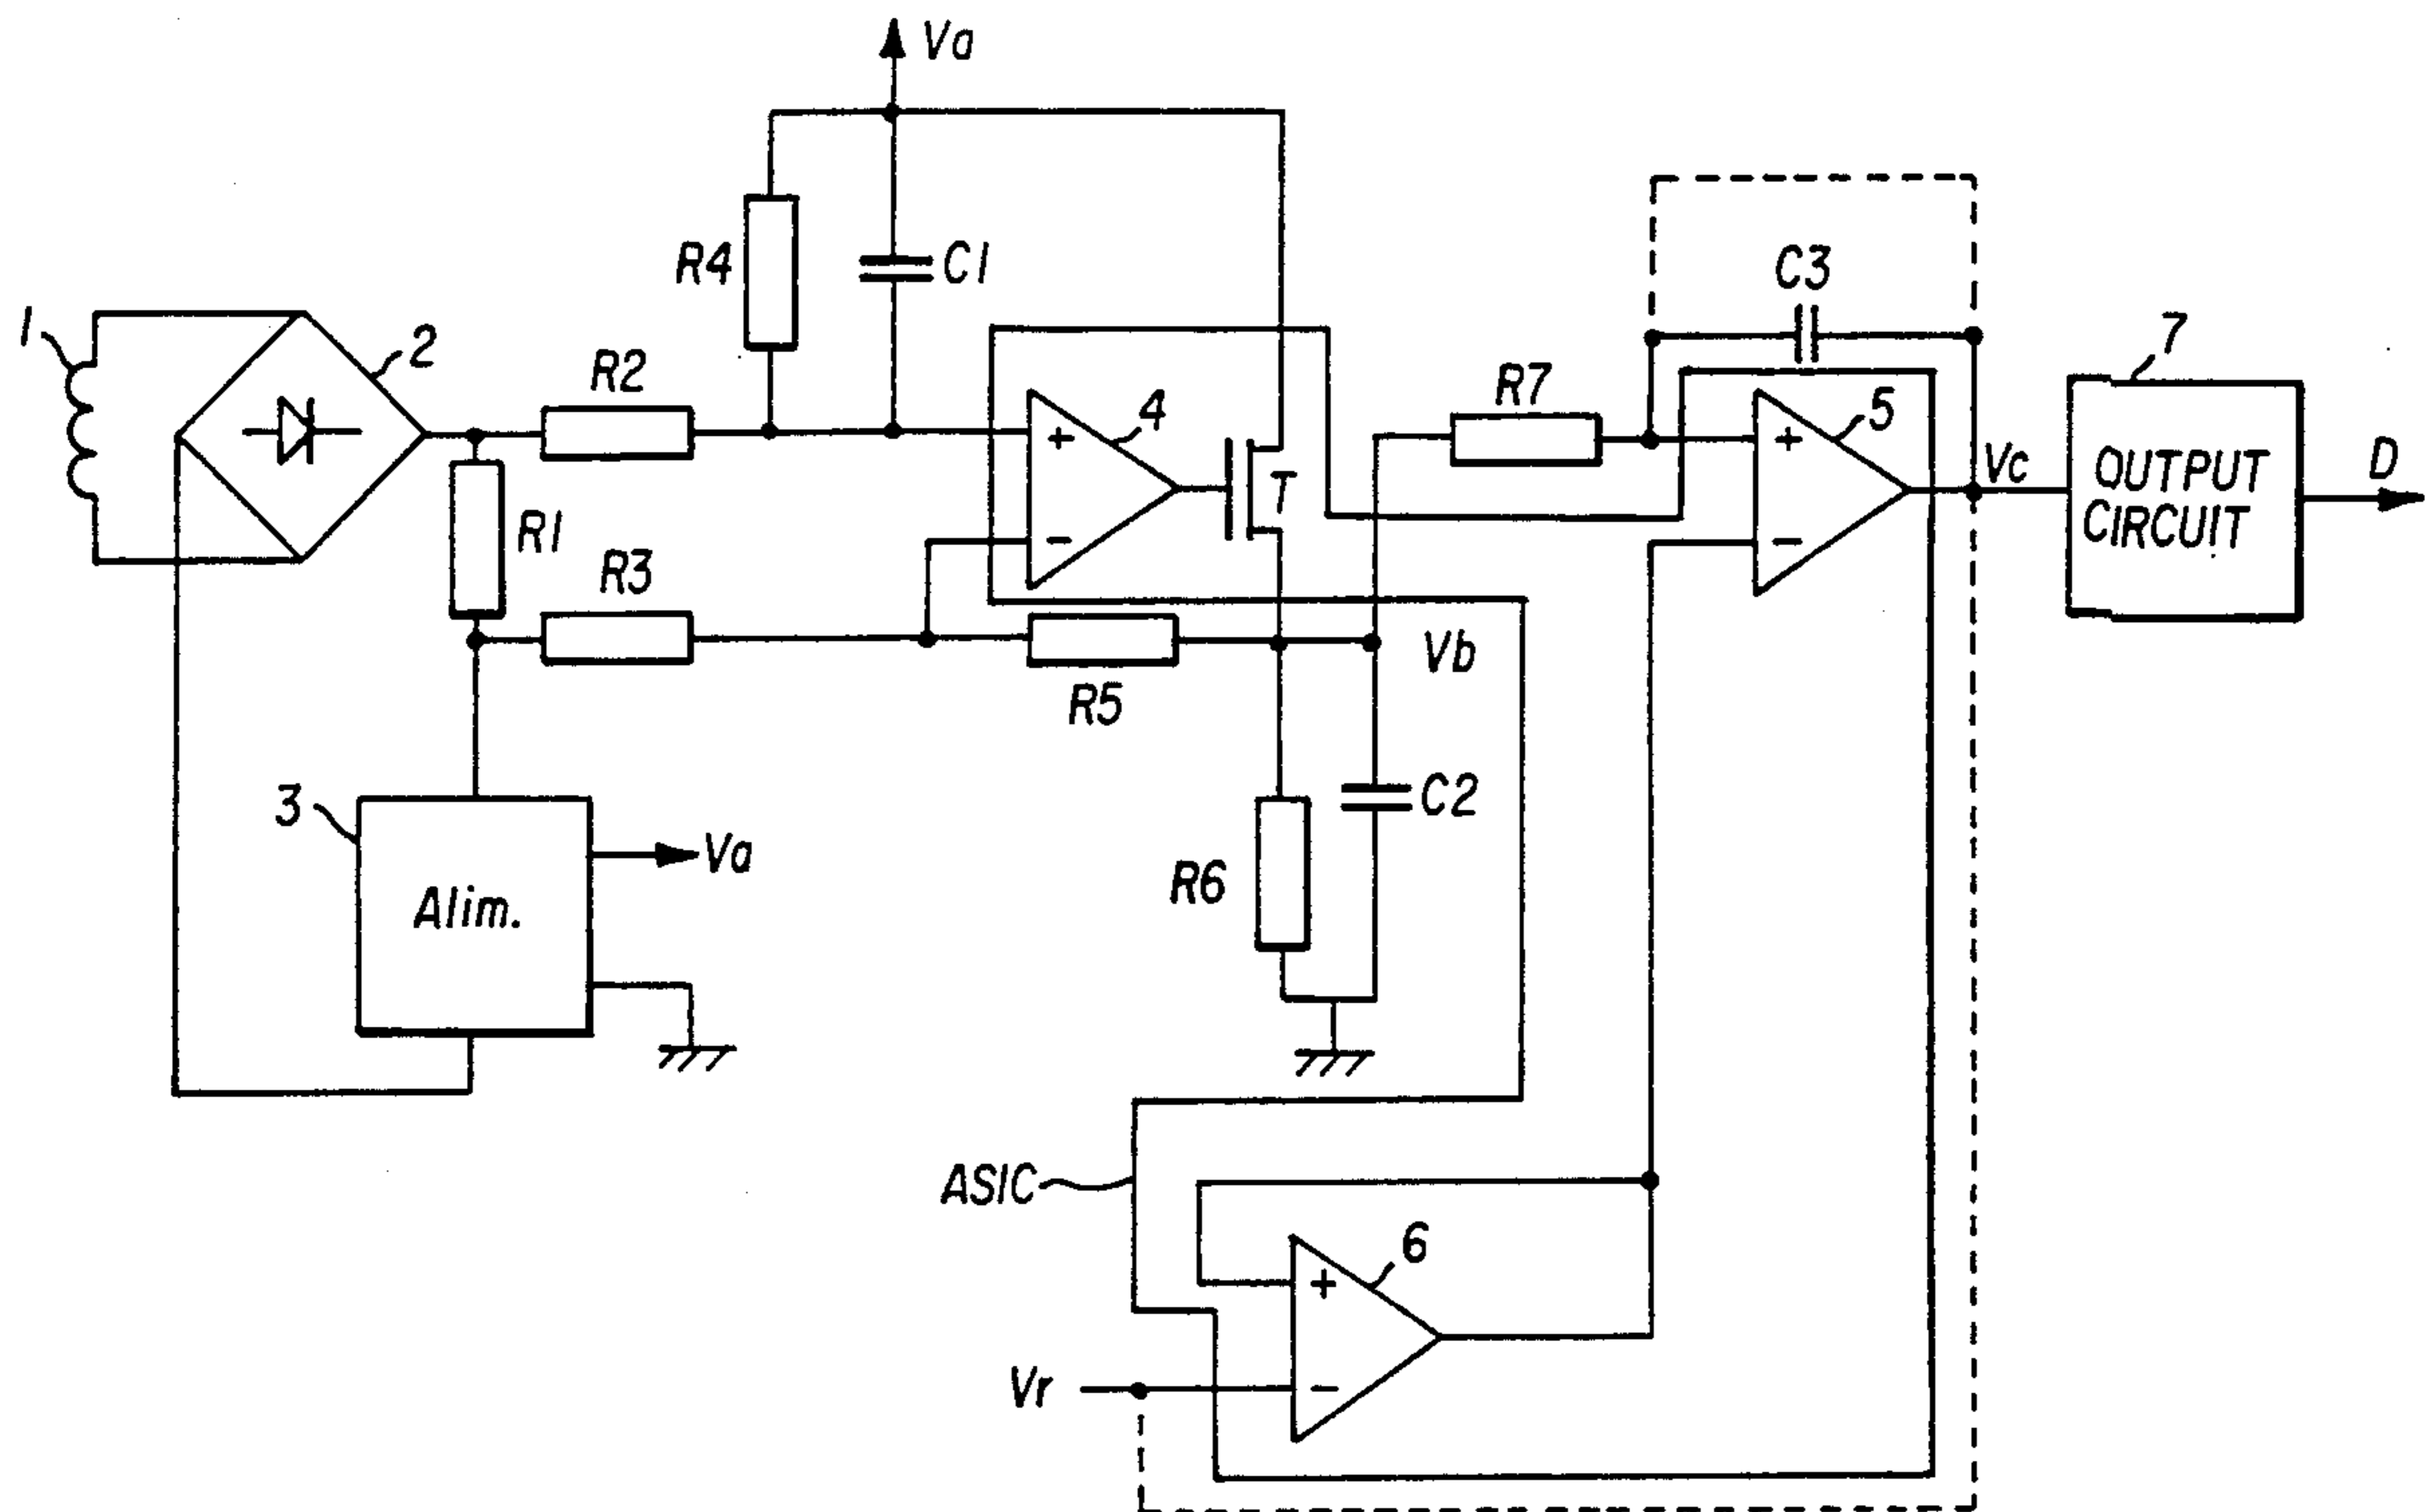 Va
R4
C1
C3
1
2
R2
7
4
R7
5
+
+
T
Vc
OUTPUT
CIRCUIT
D
R1
R3
-
-
Vb
R5
3
Va
C2
Alim.
R6
ASIC
6
+
Vr
-